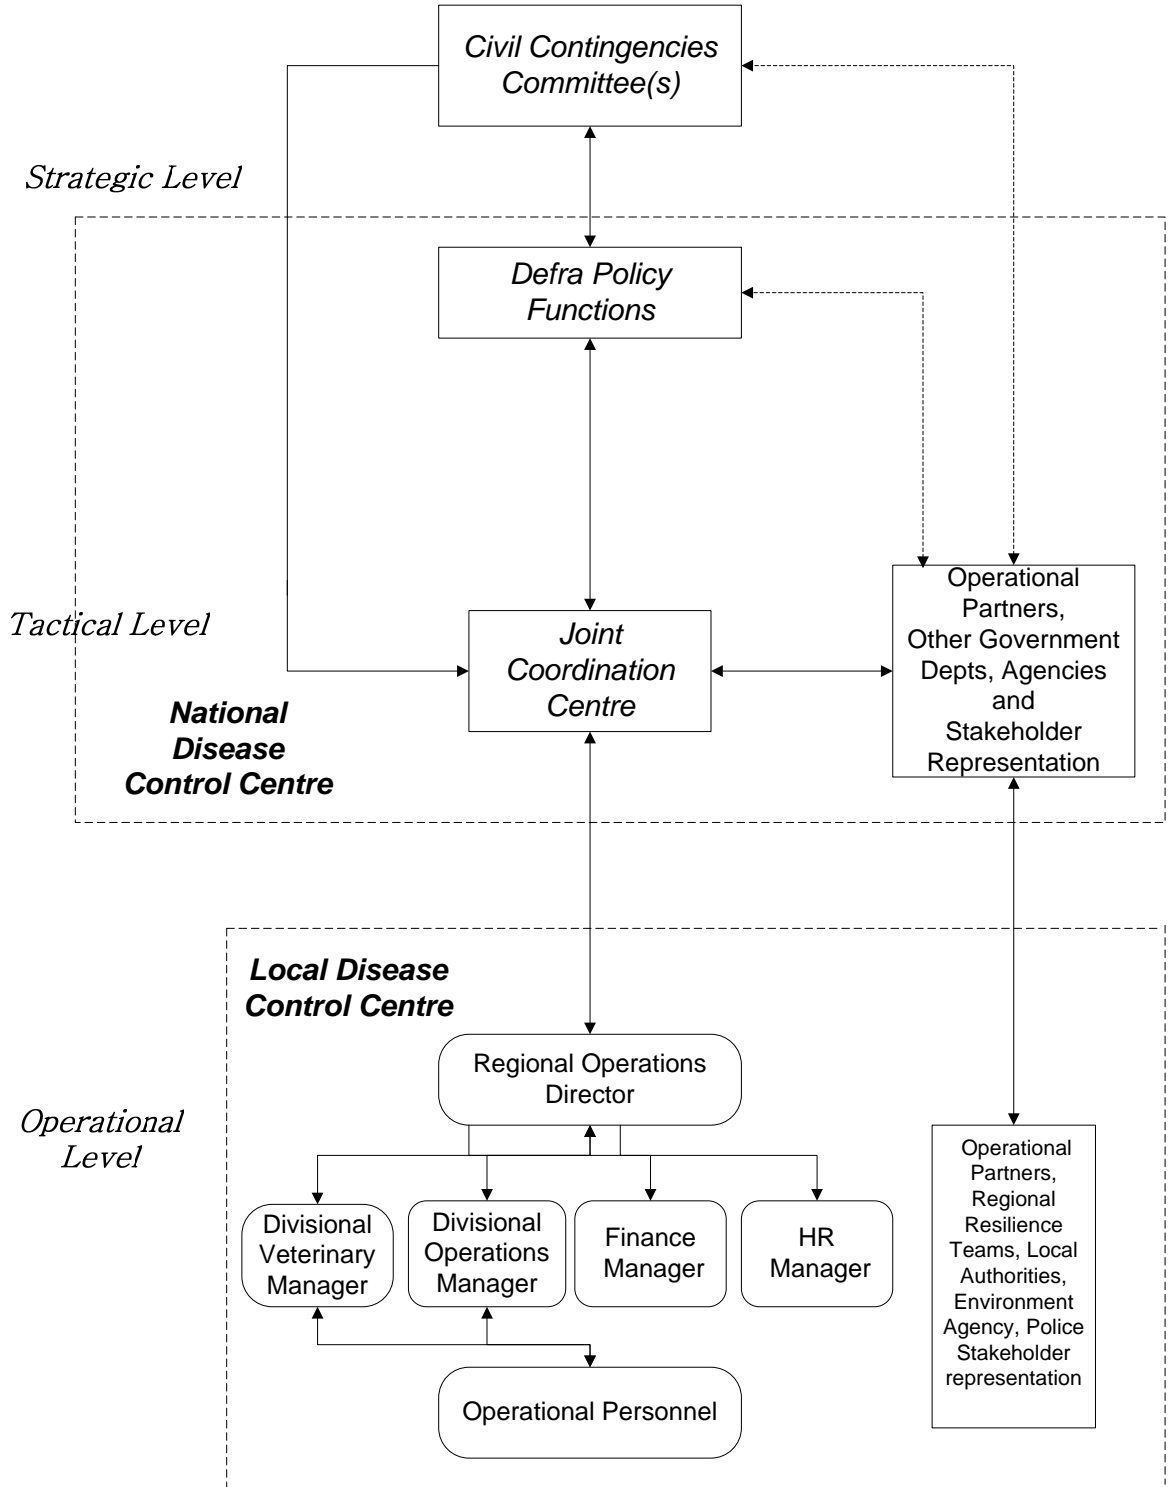 Civil Contingencies
Committee(s)
Strategic Level
Defra Policy
Functions
Tactical Level
Joint
Coordination
Centre
Operational
Partners,
Other Government
Depts, Agencies
and
Stakeholder
Representation
National
Disease
Control Centre
Local Disease
Control Centre
Regional Operations
Director
Operational
Level
Divisional
Veterinary
Manager
Divisional
Operations
Manager
Finance
Manager
HR
Manager
Operational
Partners,
Regional
Resilience
Teams, Local
Authorities,
Environment
Agency, Police
Stakeholder
representation
Operational Personnel